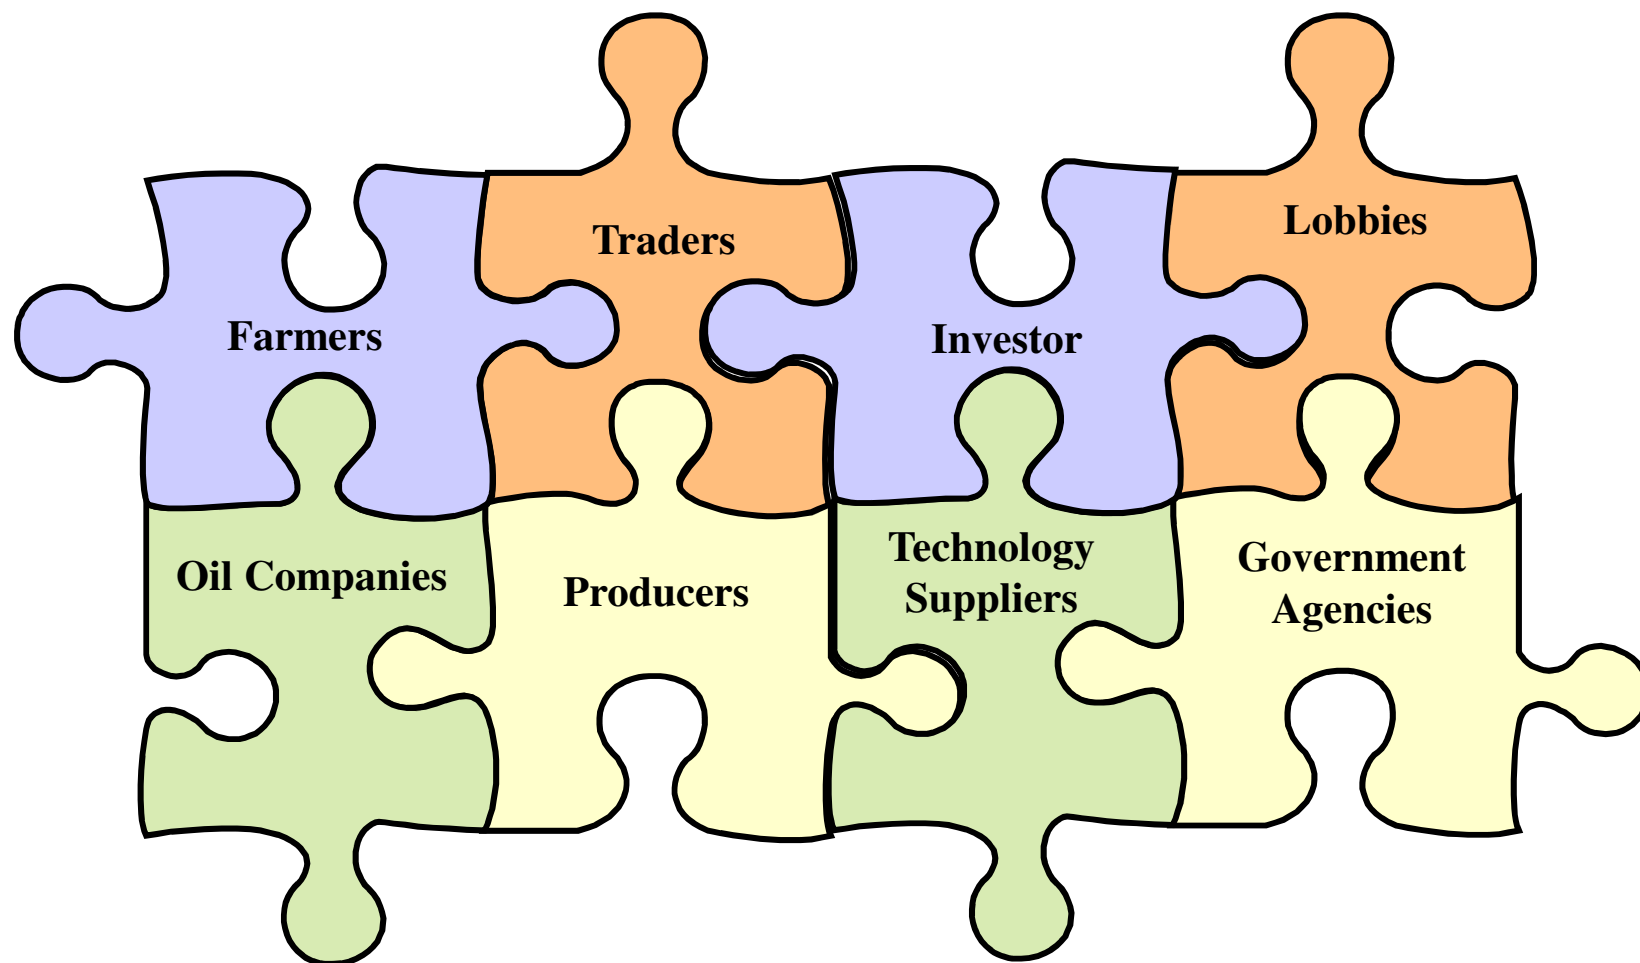 Farmers
Traders
Investor
Lobbies
Oil Companies
Producers
Technology
Suppliers
Government
Agencies